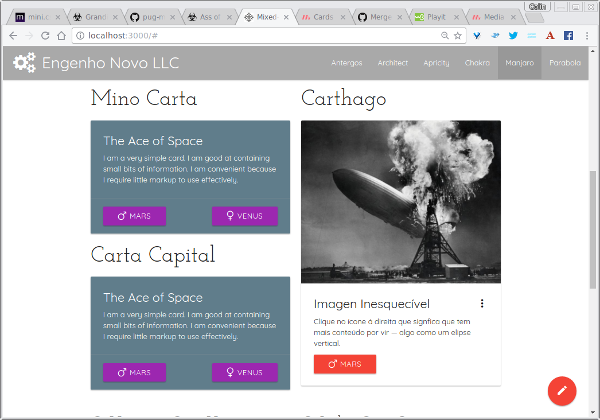 Colin
mini.c
Grand
pug-m
Ass of
Mixed
Cards
Merge
Playit
Media
localhost:3000/#
Engenho Novo LLC
Antergos
Architect
Apricity
Chakra
Manjaro
Parabola
Mino Carta
The Ace of Space
I am a very simple card. I am good at containing
small bits of information. I am convenient because
I require little markup to use effectively.
♂ MARS
♀ VENUS
Carta Capital
The Ace of Space
I am a very simple card. I am good at containing
small bits of information. I am convenient because
I require little markup to use effectively.
♂ MARS
♀ VENUS
Carthago
Imagen Inesquecível
Clique no ícone à direita que signfica que tem
mais conteúdo por vir — algo como um elipse
vertical.
♂ MARS